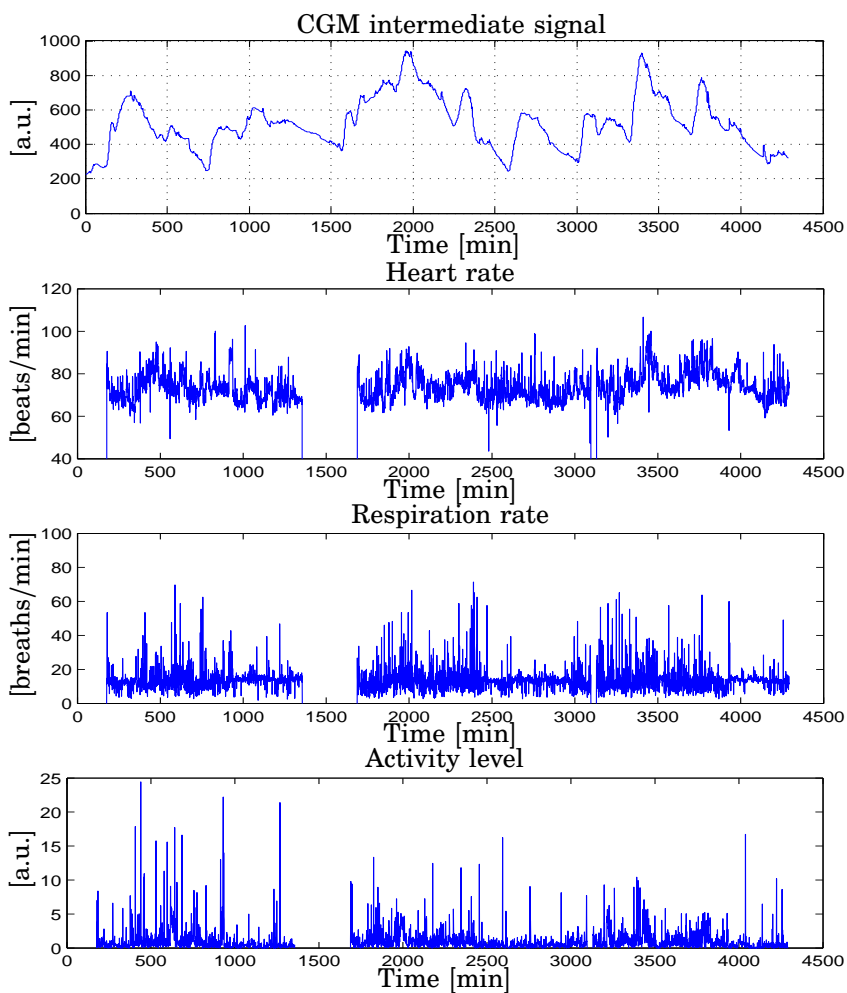 CGM intermediate signal
1000
800
600
400
200
0
[a.u.]
0 500 1000 1500 2000 2500 3000 3500 4000 4500
Time [min]
Heart rate
120
100
80
60
40
[beats/min]
0 500 1000 1500 2000 2500 3000 3500 4000 4500
Time [min]
Respiration rate
100
80
60
40
20
0
[breaths/min]
0 500 1000 1500 2000 2500 3000 3500 4000 4500
Time [min]
Activity level
25
20
15
10
5
0
[a.u.]
0 500 1000 1500 2000 2500 3000 3500 4000 4500
Time [min]